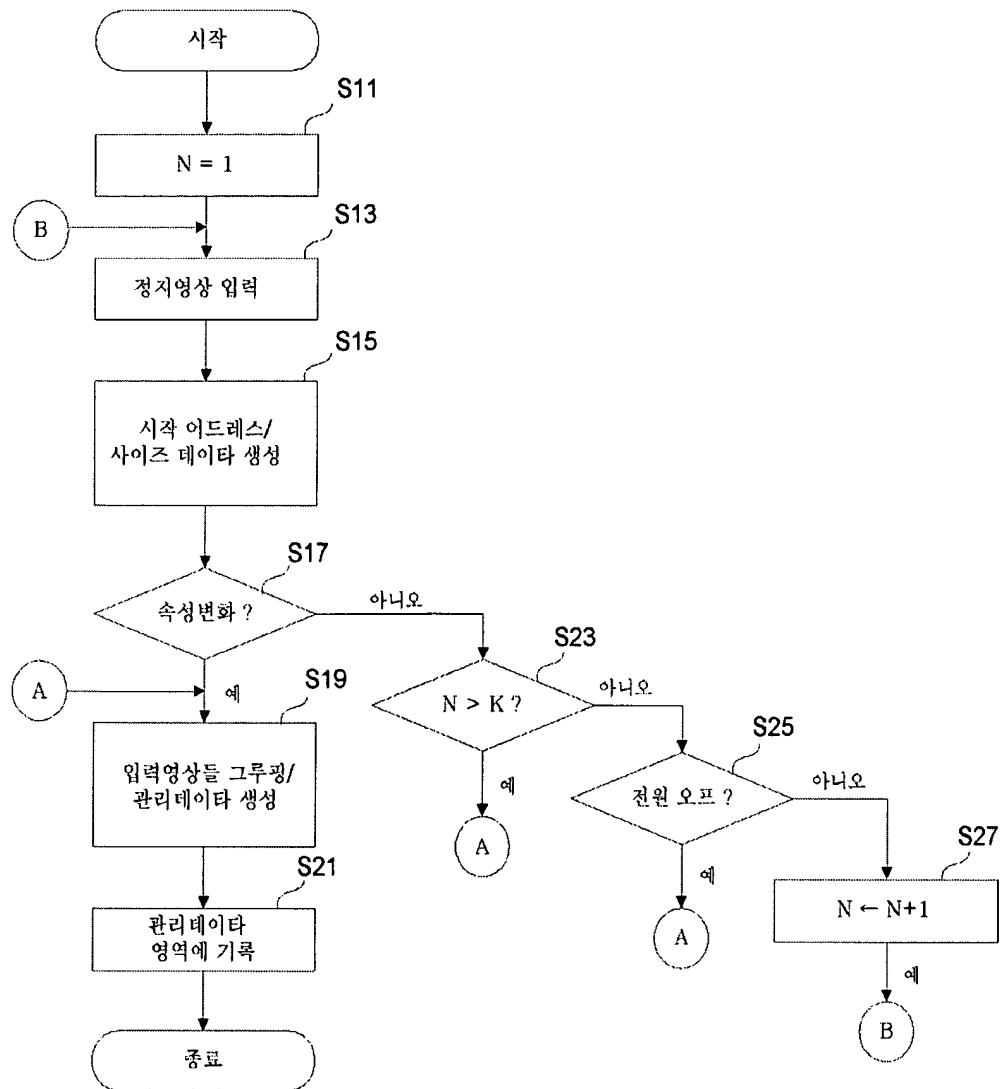 시작
S11
N = 1
B
S13
정지영상 입력
S15
시작 어드레스/
사이즈 데이타 생성
S17
속성변화 ?
아니오
A
예
S19
입력영상들 그루핑/
관리데이타 생성
S21
관리데이타
영역에 기록
종료
S23
N > K ?
아니오
예
A
S25
전원 오프 ?
아니오
예
A
S27
N ← N+1
예
B